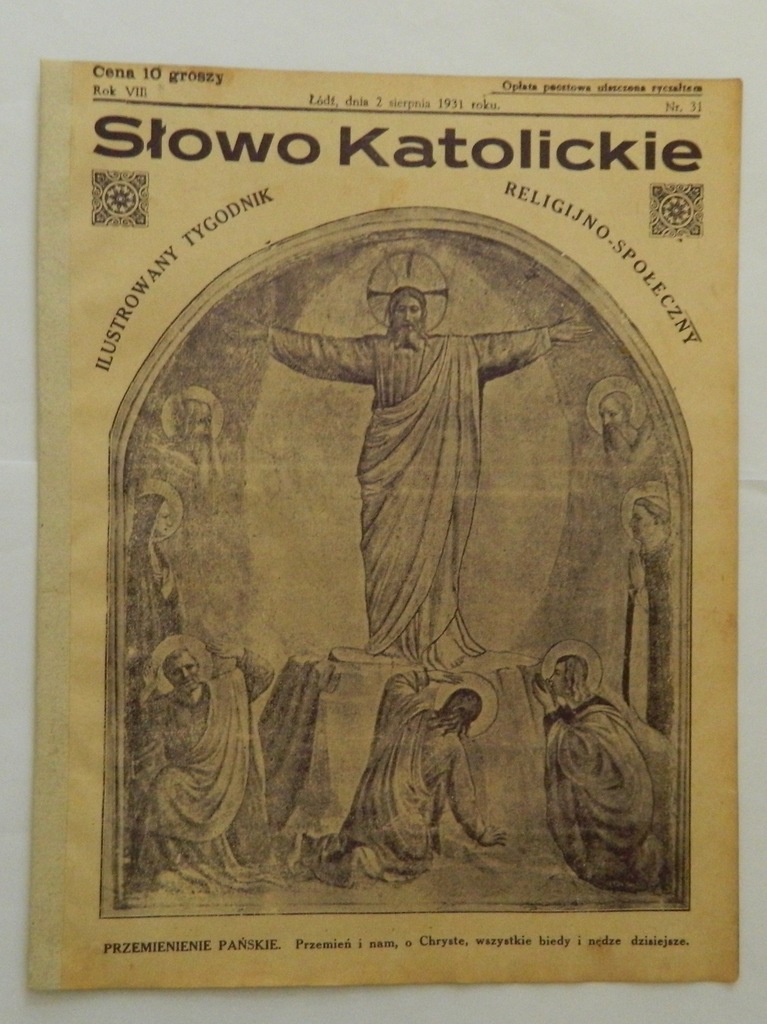 Cena 10 groszy
Opłata pocztowa uiszczona ryczałtem
Rok VIII
Łódź, dnia 2 sierpnia 1931 roku.
Nr. 31
Słowo Katolickie
ILUSTROWANY TYGODNIK
RELIGIJNO-SPOŁECZNY
PRZEMIENIENIE PAŃSKIE. Przemień i nam, o Chryste, wszystkie biedy i nędze dzisiejsze.